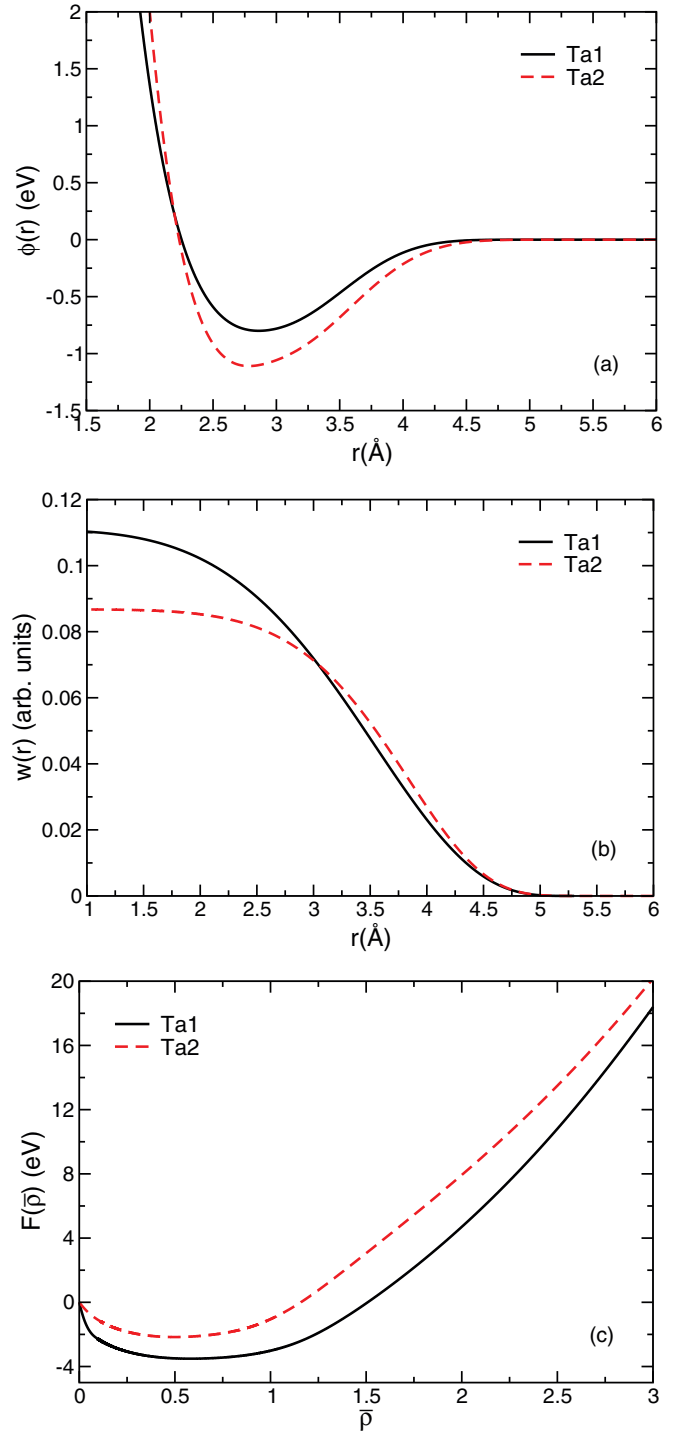 2
1.5
1
0.5
0
-0.5
-1
-1.5
ϕ(r) (eV)
Ta1
Ta2
(a)
1.5 2 2.5 3 3.5 4 4.5 5 5.5 6
r(Å)
0.12
0.1
0.08
0.06
0.04
0.02
0
w(r) (arb. units)
Ta1
Ta2
(b)
1 1.5 2 2.5 3 3.5 4 4.5 5 5.5 6
r(Å)
20
16
12
8
4
0
-4
F(ρ̅) (eV)
Ta1
Ta2
(c)
0 0.5 1 1.5 2 2.5 3
ρ̅